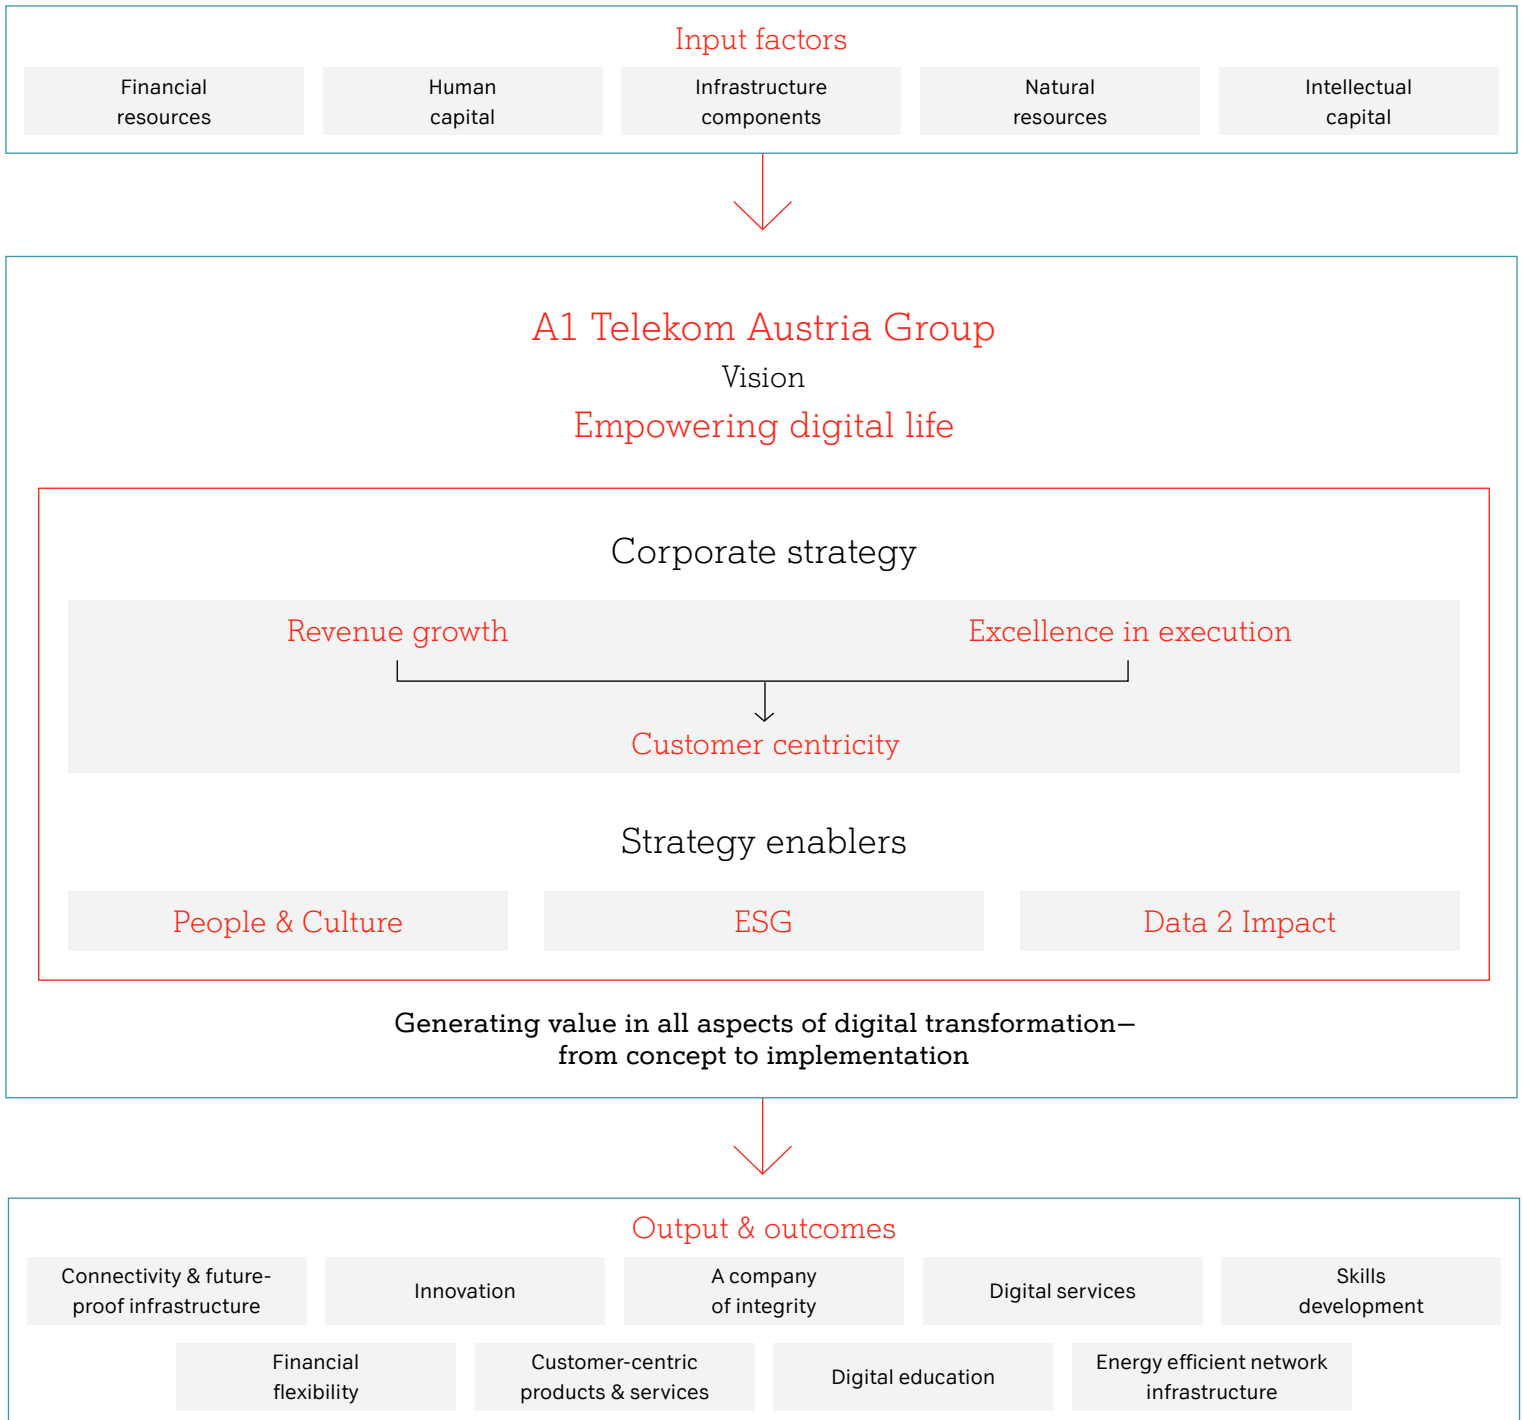 Input factors
Financial
resources
Human
capital
Infrastructure
components
Natural
resources
Intellectual
capital
A1 Telekom Austria Group
Vision
Empowering digital life
Corporate strategy
Revenue growth
Excellence in execution
Customer centricity
Strategy enablers
People & Culture
ESG
Data 2 Impact
Generating value in all aspects of digital transformation—
from concept to implementation
Output & outcomes
Connectivity & future-
proof infrastructure
Innovation
A company
of integrity
Digital services
Skills
development
Financial
flexibility
Customer-centric
products & services
Digital education
Energy efficient network
infrastructure